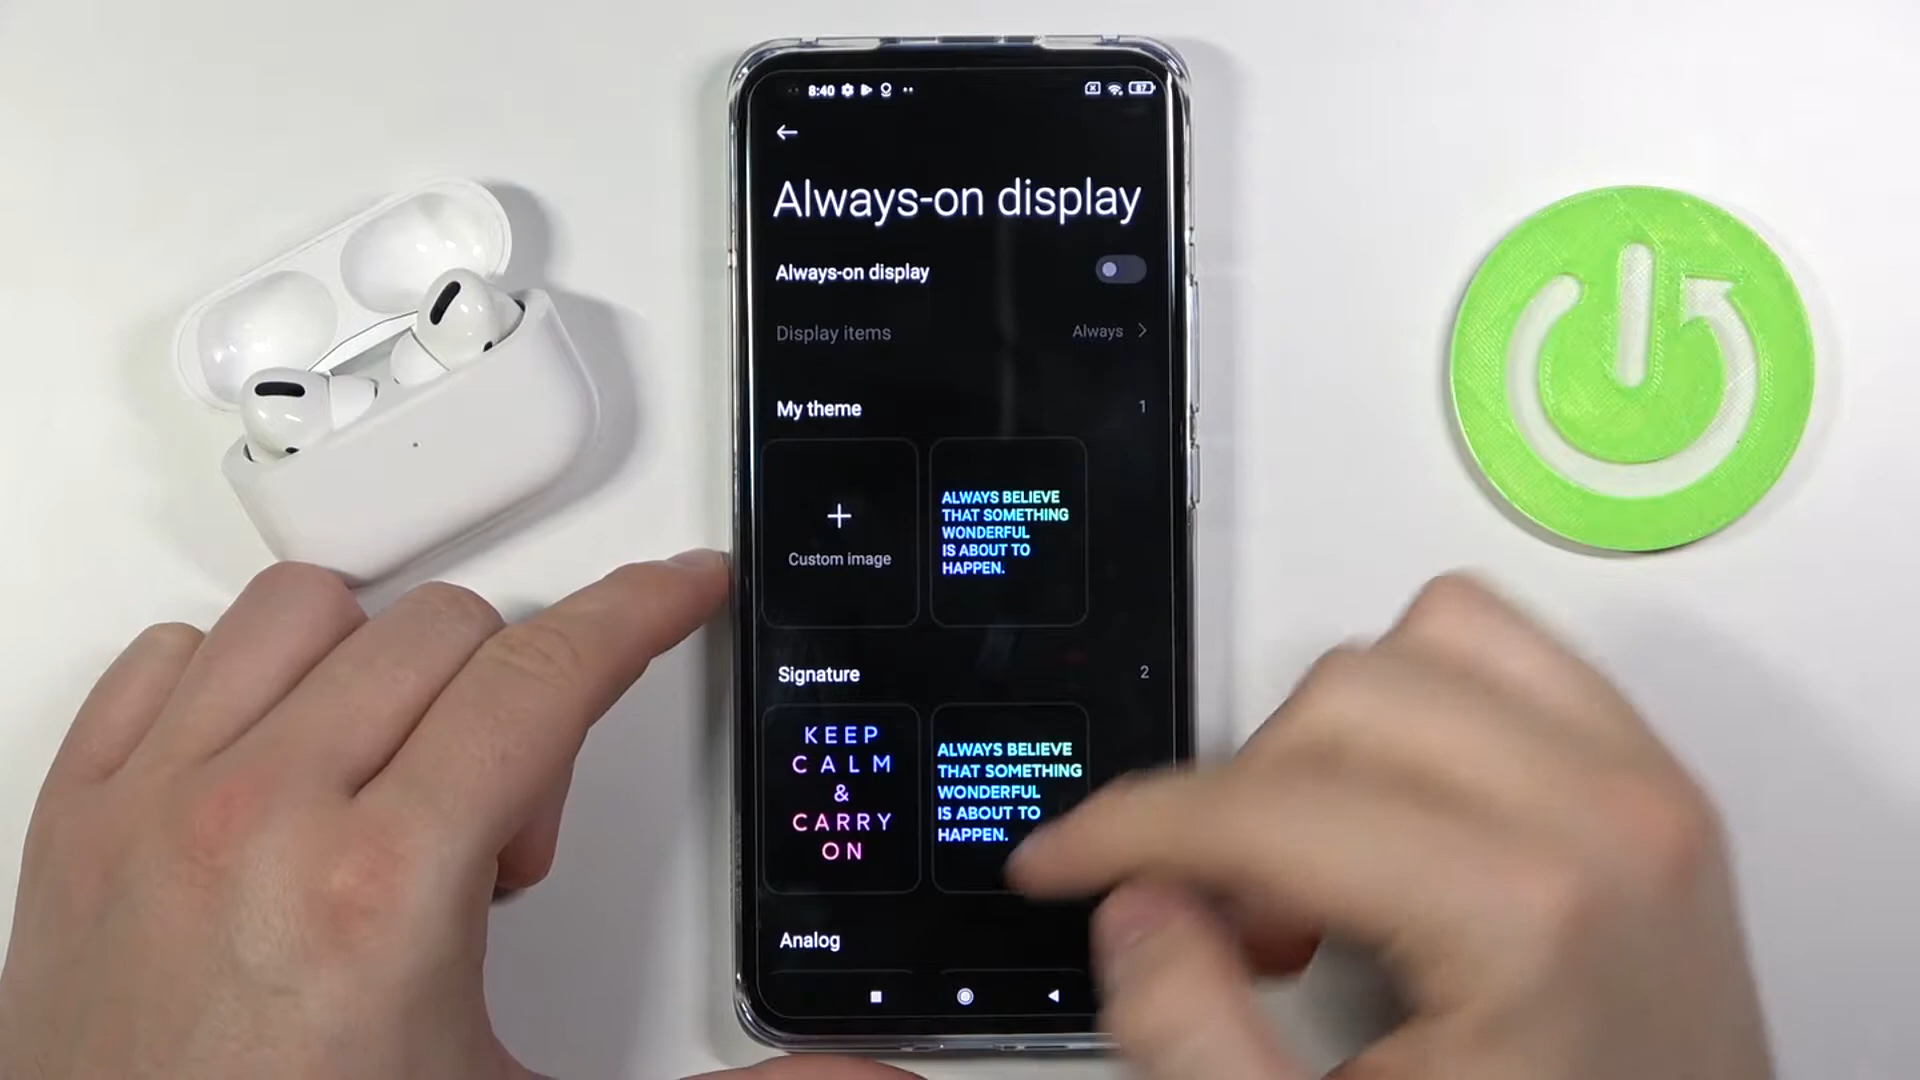 8:40
87
Always-on display
Always-on display
Display items
Always
My theme
1
Custom image
ALWAYS BELIEVE
THAT SOMETHING
WONDERFUL
IS ABOUT TO
HAPPEN.
Signature
2
KEEP
CALM
&
CARRY
ON
ALWAYS BELIEVE
THAT SOMETHING
WONDERFUL
IS ABOUT TO
HAPPEN.
Analog